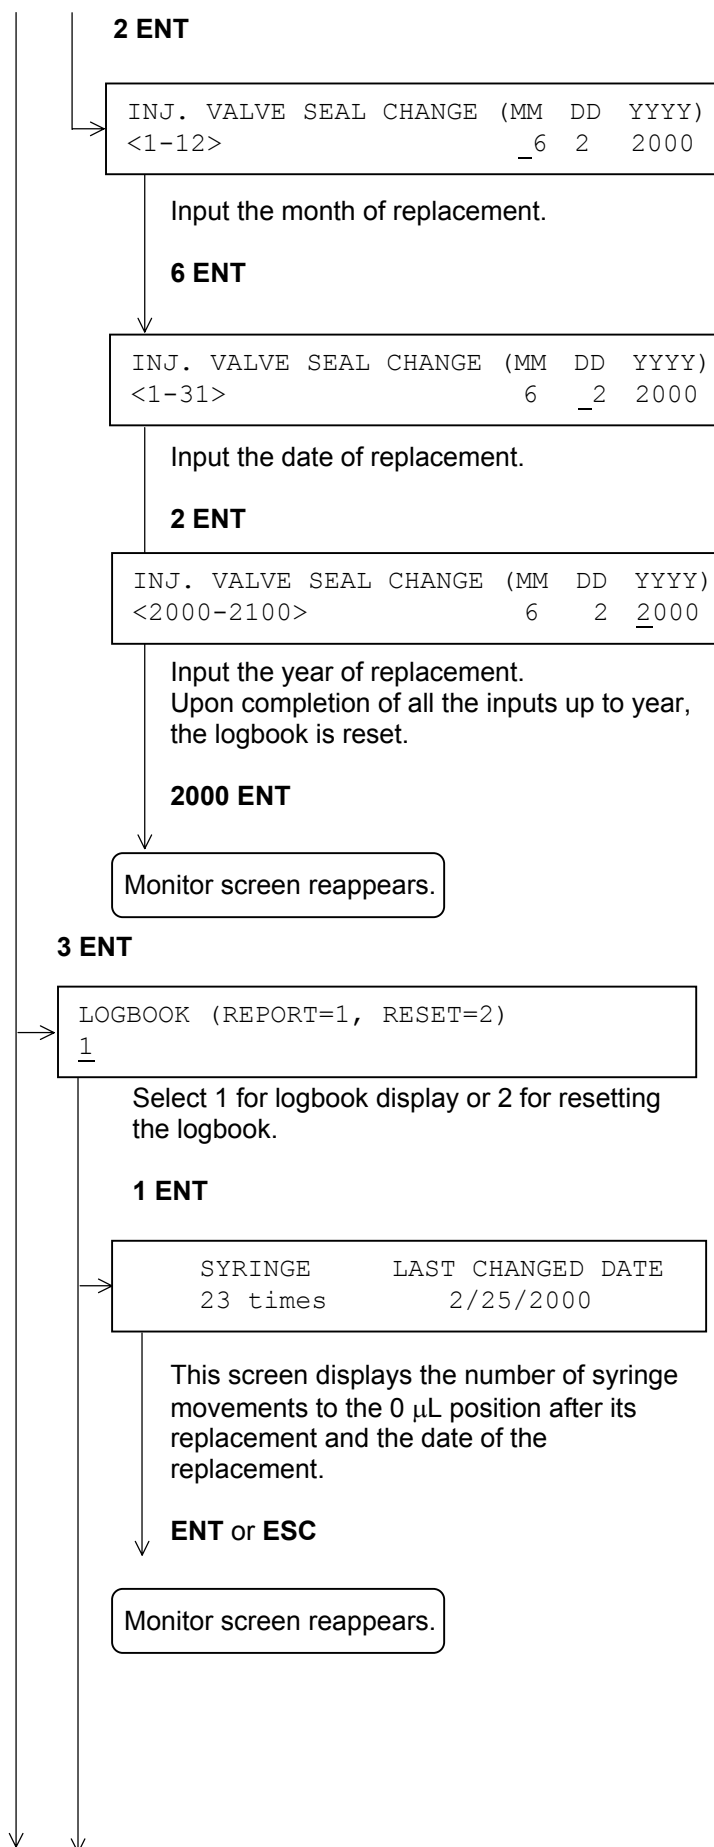 2 ENT
INJ. VALVE SEAL CHANGE (MM DD YYYY)
<1-12> _6 2 2000
Input the month of replacement.
6 ENT
INJ. VALVE SEAL CHANGE (MM DD YYYY)
<1-31> 6 _2 2000
Input the date of replacement.
2 ENT
INJ. VALVE SEAL CHANGE (MM DD YYYY)
<2000-2100> 6 2 2000
Input the year of replacement.
Upon completion of all the inputs up to year,
the logbook is reset.
2000 ENT
Monitor screen reappears.
3 ENT
LOGBOOK (REPORT=1, RESET=2)
1
Select 1 for logbook display or 2 for resetting
the logbook.
1 ENT
SYRINGE LAST CHANGED DATE
23 times 2/25/2000
This screen displays the number of syringe
movements to the 0 μL position after its
replacement and the date of the
replacement.
ENT or ESC
Monitor screen reappears.